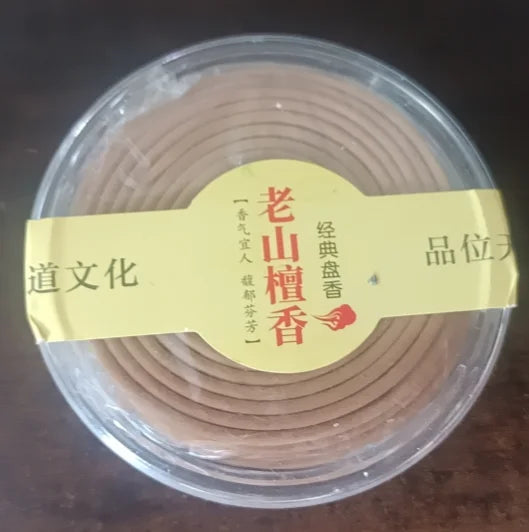 经典盘香
老山檀香
【香气宜人 馥郁芬芳】
道文化
品位天